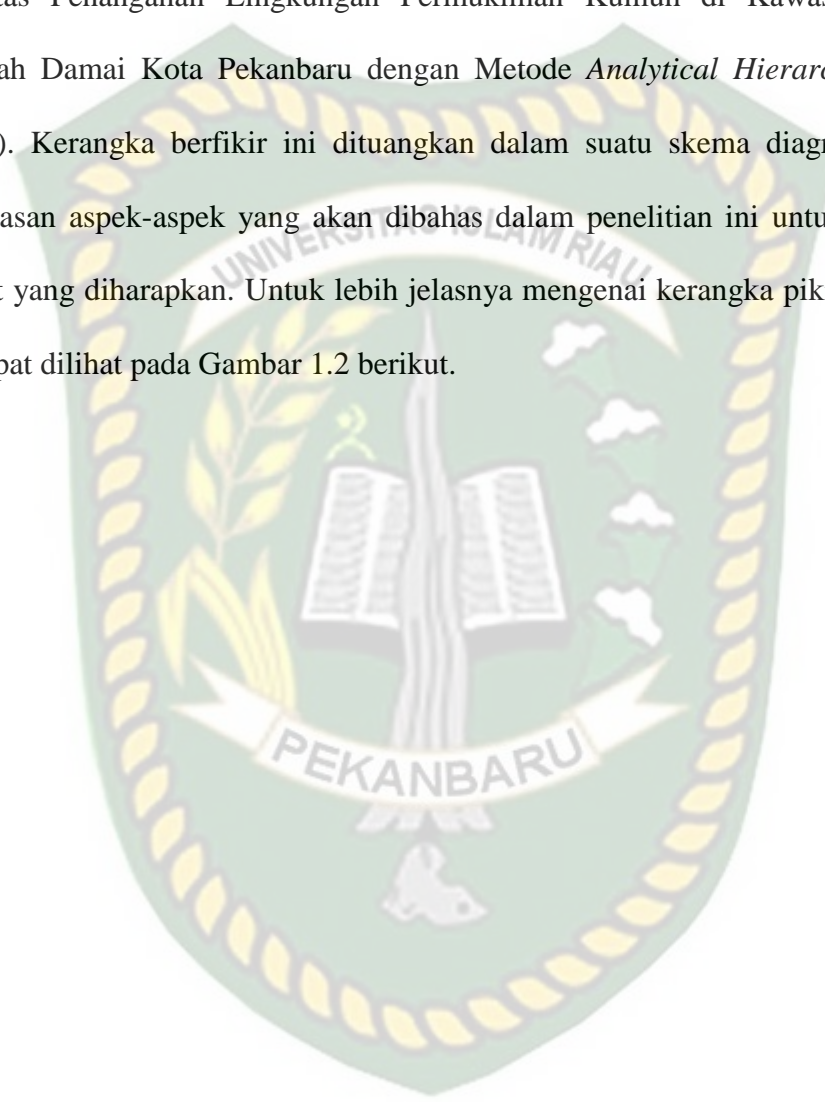 Penanganan Lingkungan Permukiman Kumuh di Kawas
ah Damai Kota Pekanbaru dengan Metode Analytical Hierarc
). Kerangka berfikir ini dituangkan dalam suatu skema diagr
asan aspek-aspek yang akan dibahas dalam penelitian ini untu
t yang diharapkan. Untuk lebih jelasnya mengenai kerangka pik
pat dilihat pada Gambar 1.2 berikut.
UNIVERSITAS ISLAM RIAU
PEKANBARU